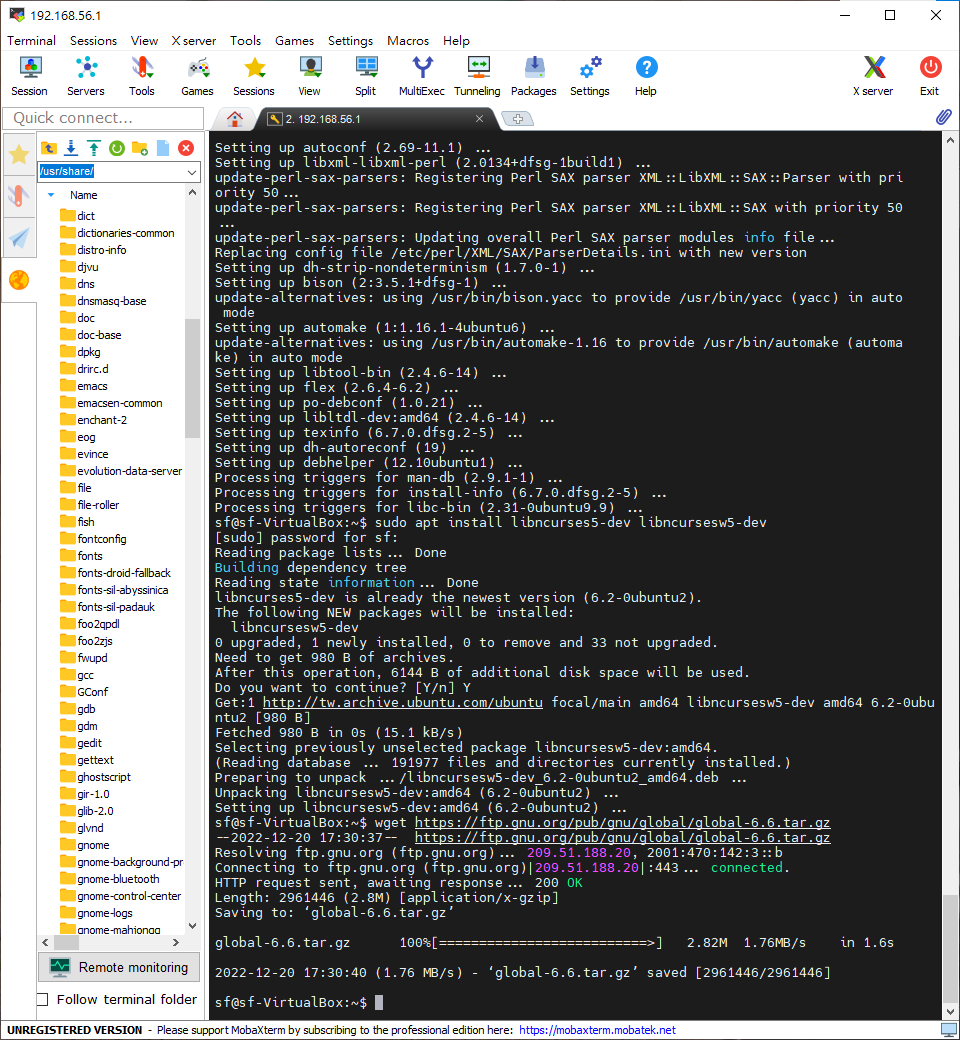 192.168.56.1
Terminal Sessions View X server Tools Games Settings Macros Help
Session Servers Tools Games Sessions View Split MultiExec Tunneling Packages Settings Help X server Exit
Quick connect...
2. 192.168.56.1
/usr/share/
Name
dict
dictionaries-common
distro-info
djvu
dns
dnsmasq-base
doc
doc-base
dpkg
drirc.d
emacs
emacsen-common
enchant-2
eog
evince
evolution-data-server
file
file-roller
fish
fontconfig
fonts
fonts-droid-fallback
fonts-sil-abyssinica
fonts-sil-padauk
foo2qpdl
foo2zjs
fwupd
gcc
GConf
gdb
gdm
gedit
gettext
ghostscript
gir-1.0
glib-2.0
glvnd
gnome
gnome-background-pr
gnome-bluetooth
gnome-control-center
gnome-logs
gnome-mahjongg
Remote monitoring
Follow terminal folder
Setting up autoconf (2.69-11.1) ...
Setting up libxml-libxml-perl (2.0134+dfsg-1build1) ...
update-perl-sax-parsers: Registering Perl SAX parser XML::LibXML::SAX::Parser with pri
ority 50...
update-perl-sax-parsers: Registering Perl SAX parser XML::LibXML::SAX with priority 50
...
update-perl-sax-parsers: Updating overall Perl SAX parser modules info file...
Replacing config file /etc/perl/XML/SAX/ParserDetails.ini with new version
Setting up dh-strip-nondeterminism (1.7.0-1) ...
Setting up bison (2:3.5.1+dfsg-1) ...
update-alternatives: using /usr/bin/bison.yacc to provide /usr/bin/yacc (yacc) in auto
mode
Setting up automake (1:1.16.1-4ubuntu6) ...
update-alternatives: using /usr/bin/automake-1.16 to provide /usr/bin/automake (automa
ke) in auto mode
Setting up libtool-bin (2.4.6-14) ...
Setting up flex (2.6.4-6.2) ...
Setting up po-debconf (1.0.21) ...
Setting up libltdl-dev:amd64 (2.4.6-14) ...
Setting up texinfo (6.7.0.dfsg.2-5) ...
Setting up dh-autoreconf (19) ...
Setting up debhelper (12.10ubuntu1) ...
Processing triggers for man-db (2.9.1-1) ...
Processing triggers for install-info (6.7.0.dfsg.2-5) ...
Processing triggers for libc-bin (2.31-0ubuntu9.9) ...
sf@sf-VirtualBox:~$ sudo apt install libncurses5-dev libncursesw5-dev
[sudo] password for sf:
Reading package lists... Done
Building dependency tree
Reading state information... Done
libncurses5-dev is already the newest version (6.2-0ubuntu2).
The following NEW packages will be installed:
libncursesw5-dev
0 upgraded, 1 newly installed, 0 to remove and 33 not upgraded.
Need to get 980 B of archives.
After this operation, 6144 B of additional disk space will be used.
Do you want to continue? [Y/n] Y
Get:1 http://tw.archive.ubuntu.com/ubuntu focal/main amd64 libncursesw5-dev amd64 6.2-0ubu
ntu2 [980 B]
Fetched 980 B in 0s (15.1 kB/s)
Selecting previously unselected package libncursesw5-dev:amd64.
(Reading database ... 191977 files and directories currently installed.)
Preparing to unpack .../libncursesw5-dev_6.2-0ubuntu2_amd64.deb ...
Unpacking libncursesw5-dev:amd64 (6.2-0ubuntu2) ...
Setting up libncursesw5-dev:amd64 (6.2-0ubuntu2) ...
sf@sf-VirtualBox:~$ wget https://ftp.gnu.org/pub/gnu/global/global-6.6.tar.gz
--2022-12-20 17:30:37-- https://ftp.gnu.org/pub/gnu/global/global-6.6.tar.gz
Resolving ftp.gnu.org (ftp.gnu.org)... 209.51.188.20, 2001:470:142:3::b
Connecting to ftp.gnu.org (ftp.gnu.org)|209.51.188.20|:443... connected.
HTTP request sent, awaiting response... 200 OK
Length: 2961446 (2.8M) [application/x-gzip]
Saving to: ‘global-6.6.tar.gz’
global-6.6.tar.gz 100%[==========================>] 2.82M 1.76MB/s in 1.6s
2022-12-20 17:30:40 (1.76 MB/s) - ‘global-6.6.tar.gz’ saved [2961446/2961446]
sf@sf-VirtualBox:~$
UNREGISTERED VERSION - Please support MobaXterm by subscribing to the professional edition here: https://mobaxterm.mobatek.net